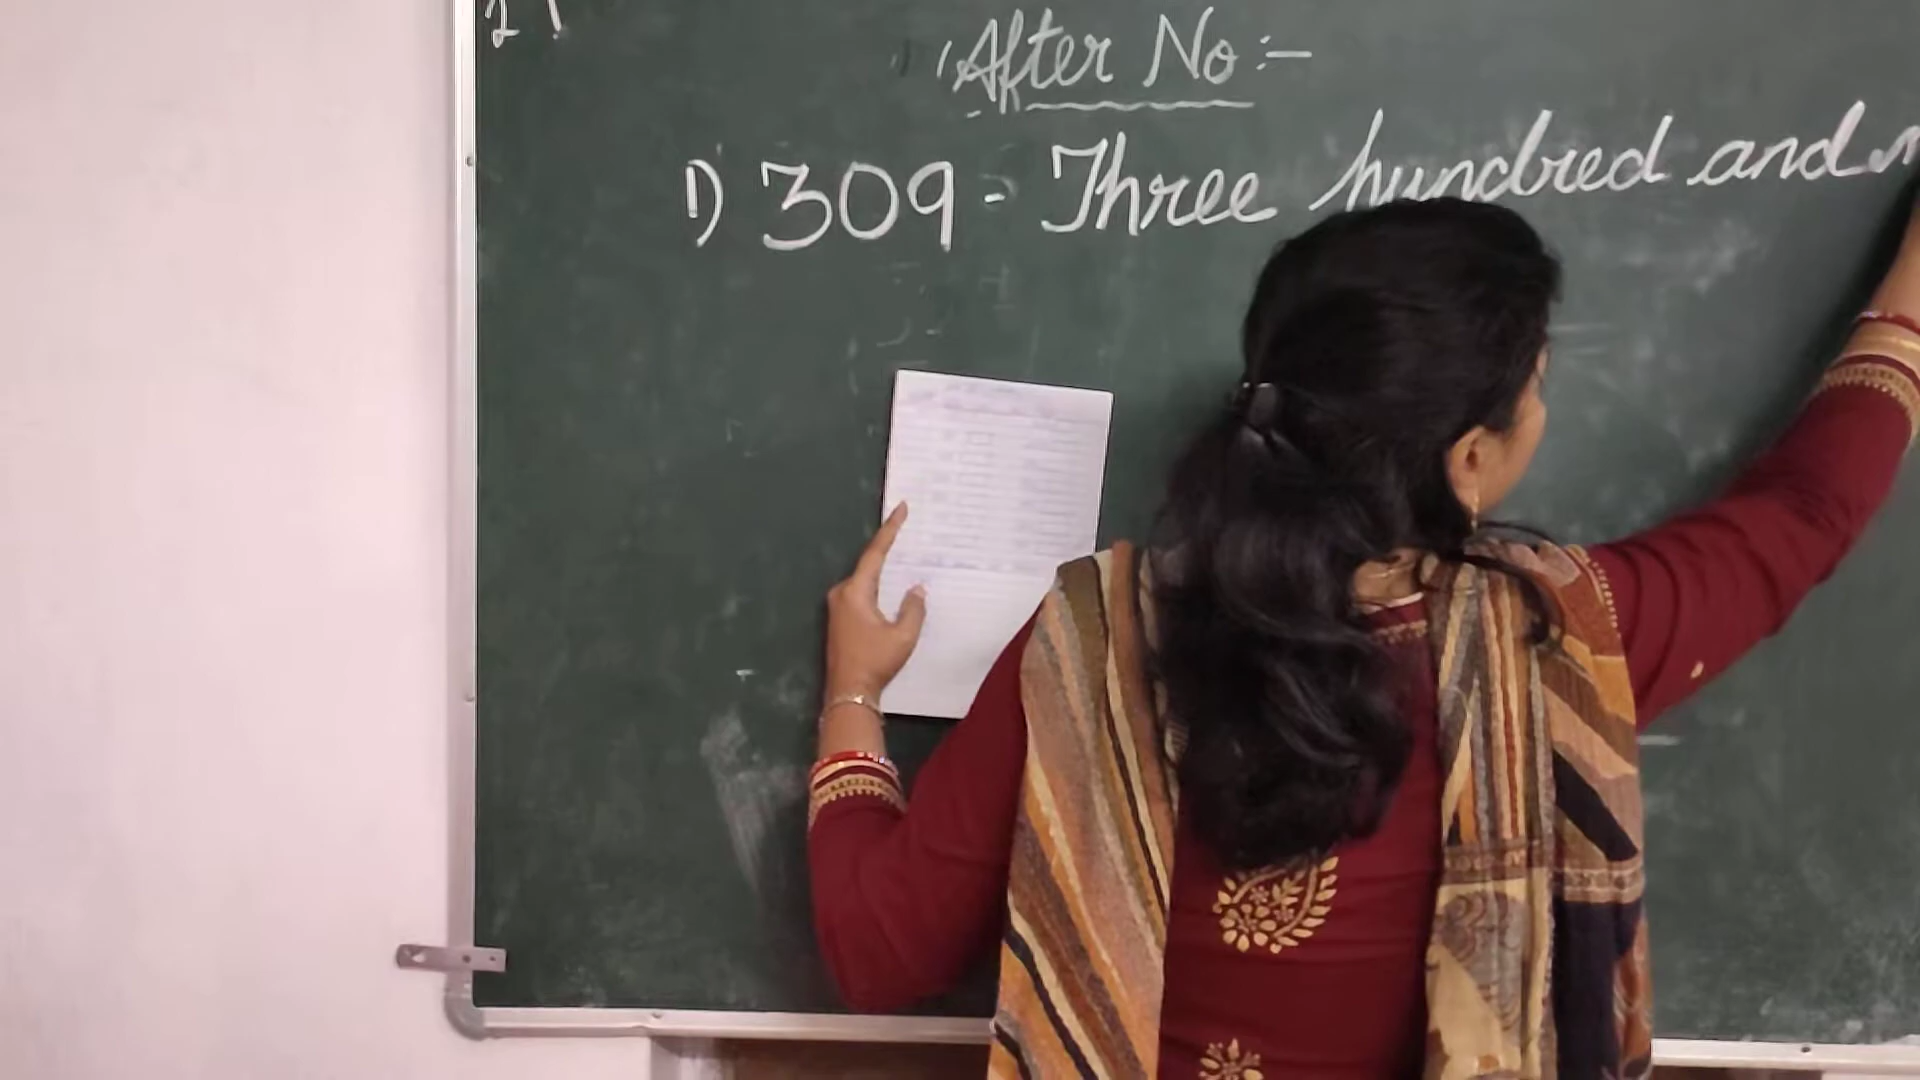 After No :-
1) 309 - Three hundred and